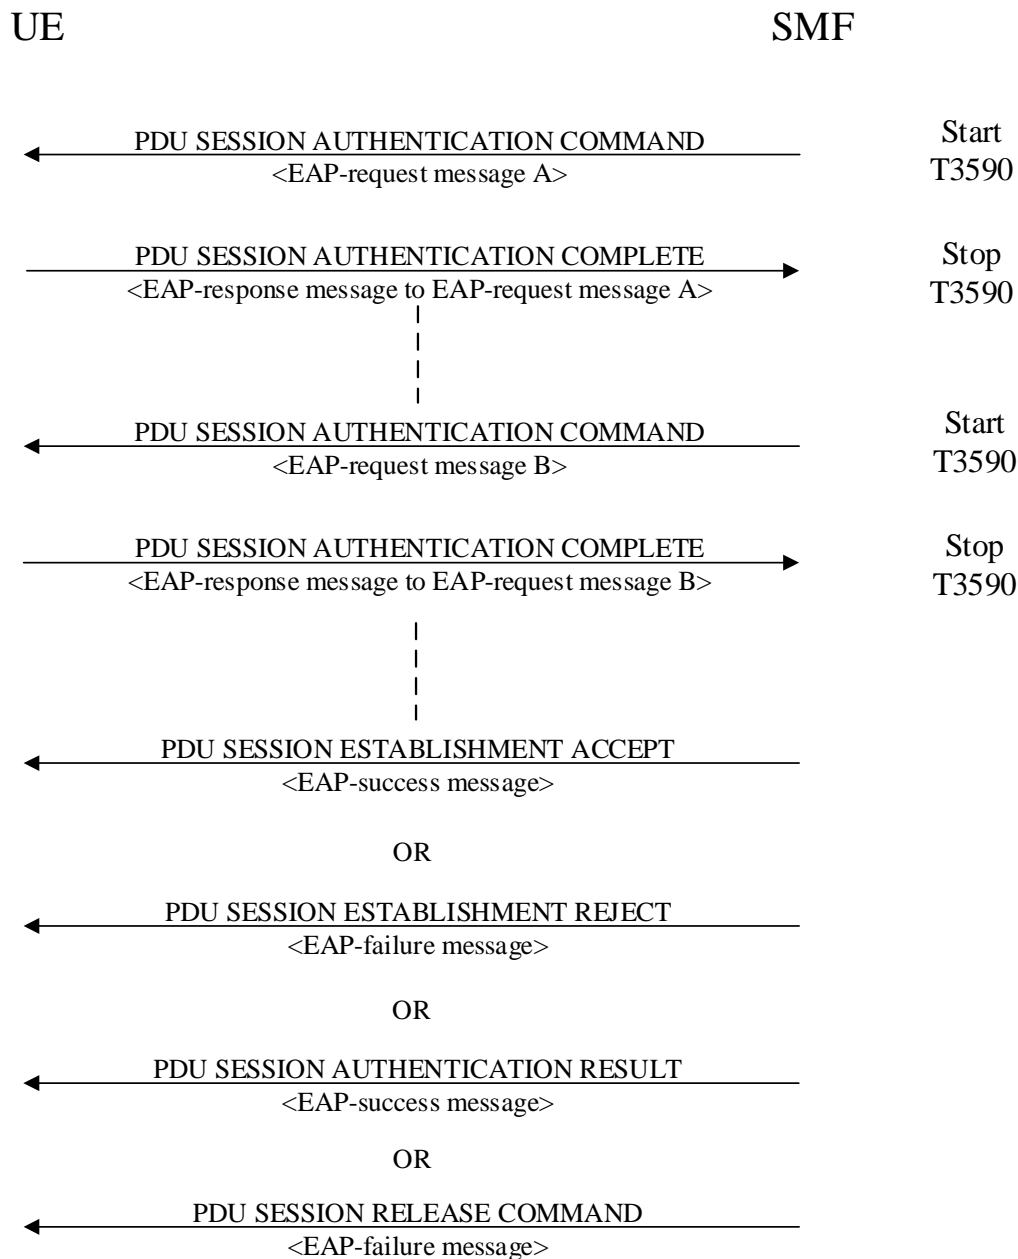 UE SMF
PDU SESSION AUTHENTICATION COMMAND
<EAP-request message A>
Start
T3590
PDU SESSION AUTHENTICATION COMPLETE
<EAP-response message to EAP-request message A>
Stop
T3590
PDU SESSION AUTHENTICATION COMMAND
<EAP-request message B>
Start
T3590
PDU SESSION AUTHENTICATION COMPLETE
<EAP-response message to EAP-request message B>
Stop
T3590
PDU SESSION ESTABLISHMENT ACCEPT
<EAP-success message>
OR
PDU SESSION ESTABLISHMENT REJECT
<EAP-failure message>
OR
PDU SESSION AUTHENTICATION RESULT
<EAP-success message>
OR
PDU SESSION RELEASE COMMAND
<EAP-failure message>